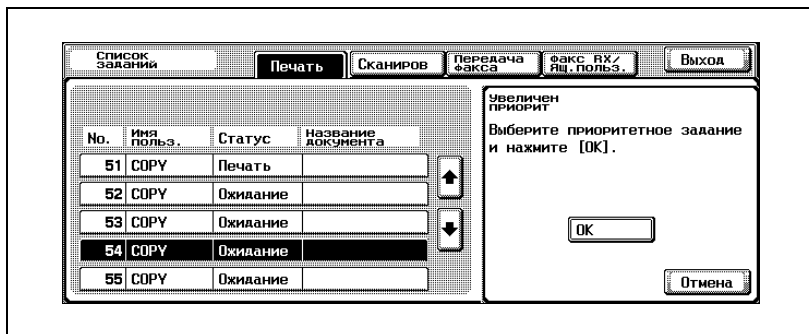 Список
заданий
Печать
Сканиров
Передача
факса
Факс RX/
Ящ.польз.
Выход
No. Имя польз. Статус Название документа
51 COPY Печать
52 COPY Ожидание
53 COPY Ожидание
54 COPY Ожидание
55 COPY Ожидание
Увеличен
приорит
Выберите приоритетное задание
и нажмите [OK].
OK
Отмена